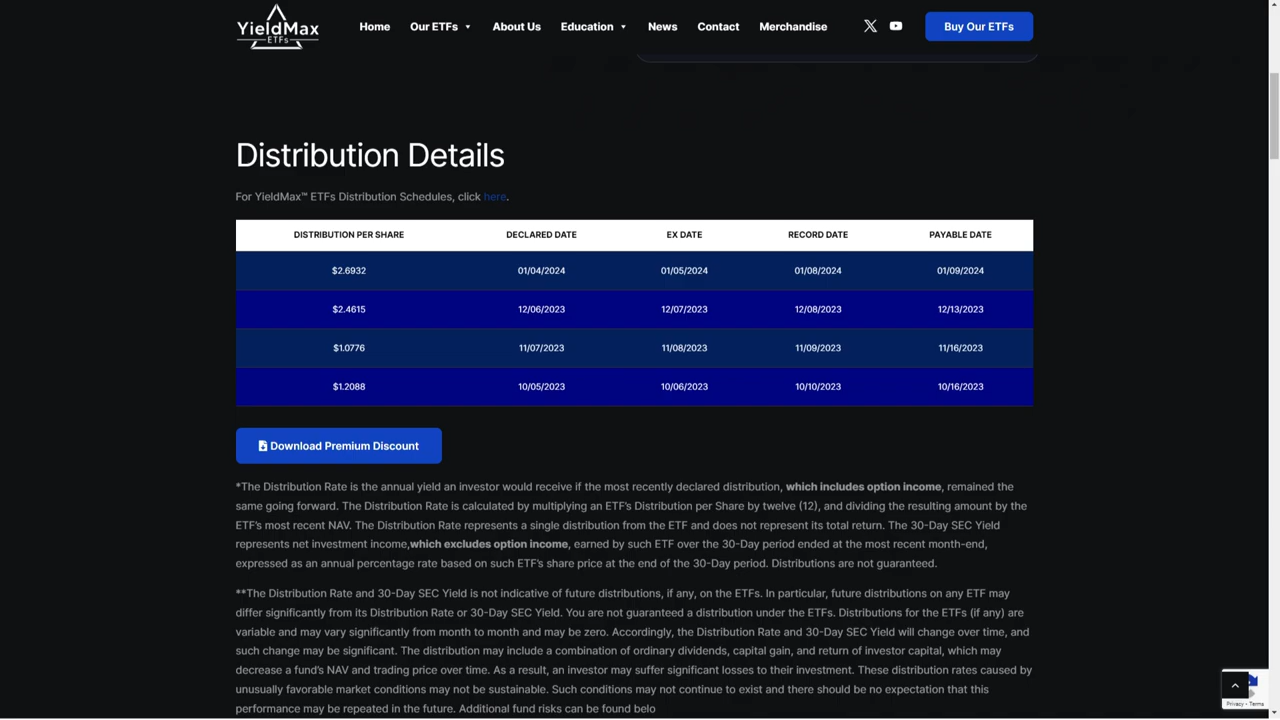 YieldMax
ETFs
Home Our ETFs About Us Education News Contact Merchandise Buy Our ETFs
Distribution Details
For YieldMax™ ETFs Distribution Schedules, click here.
DISTRIBUTION PER SHARE DECLARED DATE EX DATE RECORD DATE PAYABLE DATE
$2.6932 01/04/2024 01/05/2024 01/08/2024 01/09/2024
$2.4615 12/06/2023 12/07/2023 12/08/2023 12/13/2023
$1.0776 11/07/2023 11/08/2023 11/09/2023 11/16/2023
$1.2088 10/05/2023 10/06/2023 10/10/2023 10/16/2023
Download Premium Discount
*The Distribution Rate is the annual yield an investor would receive if the most recently declared distribution, which includes option income, remained the
same going forward. The Distribution Rate is calculated by multiplying an ETF's Distribution per Share by twelve (12), and dividing the resulting amount by the
ETF's most recent NAV. The Distribution Rate represents a single distribution from the ETF and does not represent its total return. The 30-Day SEC Yield
represents net investment income,which excludes option income, earned by such ETF over the 30-Day period ended at the most recent month-end,
expressed as an annual percentage rate based on such ETF's share price at the end of the 30-Day period. Distributions are not guaranteed.
**The Distribution Rate and 30-Day SEC Yield is not indicative of future distributions, if any, on the ETFs. In particular, future distributions on any ETF may
differ significantly from its Distribution Rate or 30-Day SEC Yield. You are not guaranteed a distribution under the ETFs. Distributions for the ETFs (if any) are
variable and may vary significantly from month to month and may be zero. Accordingly, the Distribution Rate and 30-Day SEC Yield will change over time, and
such change may be significant. The distribution may include a combination of ordinary dividends, capital gain, and return of investor capital, which may
decrease a fund's NAV and trading price over time. As a result, an investor may suffer significant losses to their investment. These distribution rates caused by
unusually favorable market conditions may not be sustainable. Such conditions may not continue to exist and there should be no expectation that this
performance may be repeated in the future. Additional fund risks can be found belo
Privacy - Terms